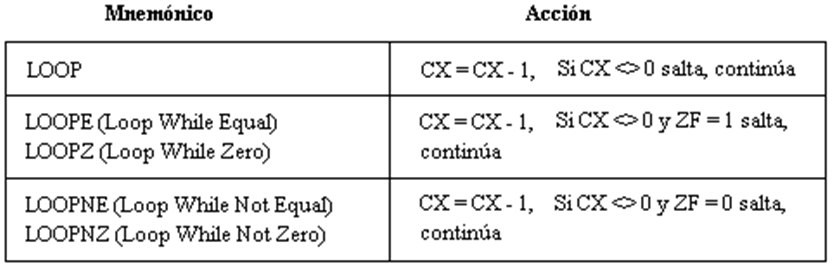 Mnemónico Acción
LOOP CX = CX - 1, Si CX <> 0 salta, continúa
LOOPE (Loop While Equal) CX = CX - 1, Si CX <> 0 y ZF = 1 salta,
LOOPZ (Loop While Zero) continúa
LOOPNE (Loop While Not Equal) CX = CX - 1, Si CX <> 0 y ZF = 0 salta,
LOOPNZ (Loop While Not Zero) continúa